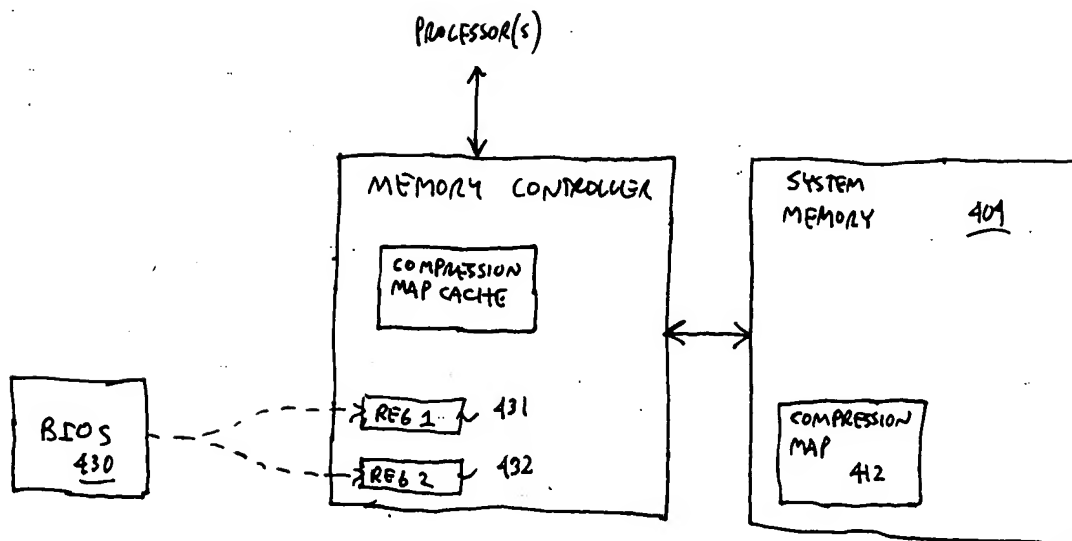 PROCESSOR(S)
MEMORY CONTROLLER
COMPRESSION
MAP CACHE
REG 1
431
REG 2
432
BIOS
430
SYSTEM
MEMORY
404
COMPRESSION
MAP
412